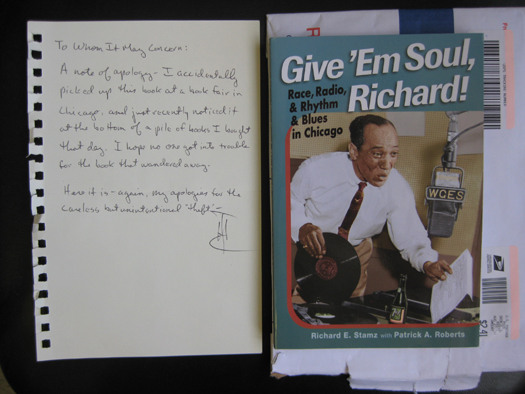 To Whom It May Concern:
A note of apology - I accidentally
picked up this book at a book fair in
Chicago, and just recently noticed it
at the bottom of a pile of books I bought
that day. I hope no one got into trouble
for the book that wandered away.
Here it is - again, my apologies for the
careless but unintentional "theft" -
Give 'Em Soul,
Richard!
Race, Radio,
& Rhythm
& Blues
in Chicago
WCES
Richard E. Stamz with Patrick A. Roberts